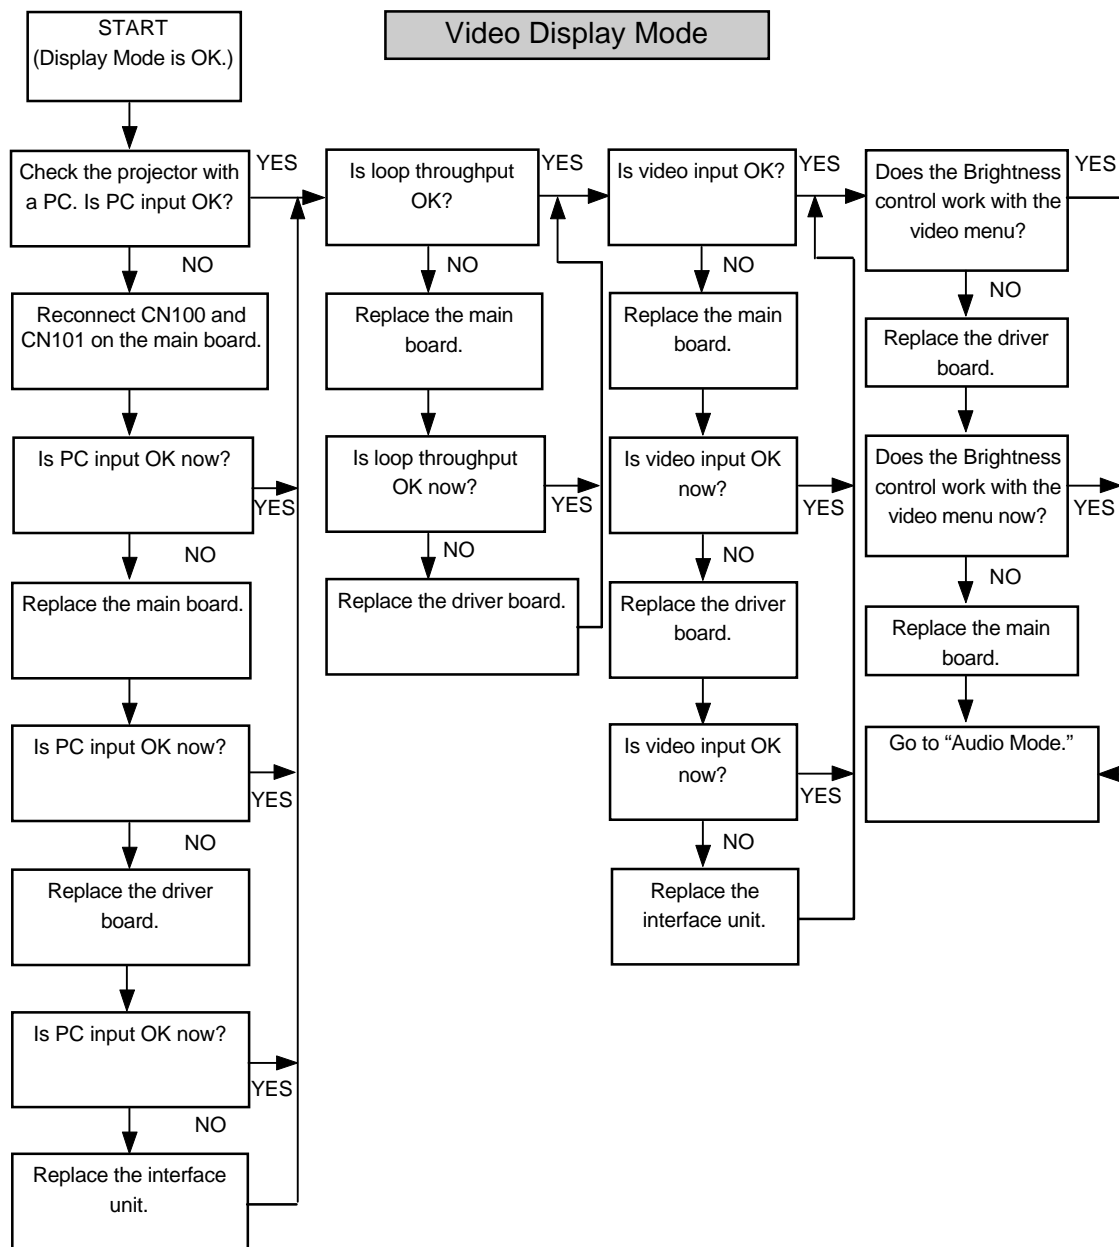 START
(Display Mode is OK.)
Video Display Mode
Check the projector with
a PC. Is PC input OK?
YES
NO
Reconnect CN100 and
CN101 on the main board.
Is PC input OK now?
YES
NO
Replace the main board.
Is PC input OK now?
YES
NO
Replace the driver
board.
Is PC input OK now?
YES
NO
Replace the interface
unit.
Is loop throughput
OK?
YES
NO
Replace the main
board.
Is loop throughput
OK now?
YES
NO
Replace the driver board.
Is video input OK?
YES
NO
Replace the main
board.
Is video input OK
now?
YES
NO
Replace the driver
board.
Is video input OK
now?
YES
NO
Replace the
interface unit.
Does the Brightness
control work with the
video menu?
YES
NO
Replace the driver
board.
Does the Brightness
control work with the
video menu now?
YES
NO
Replace the main
board.
Go to “Audio Mode.”